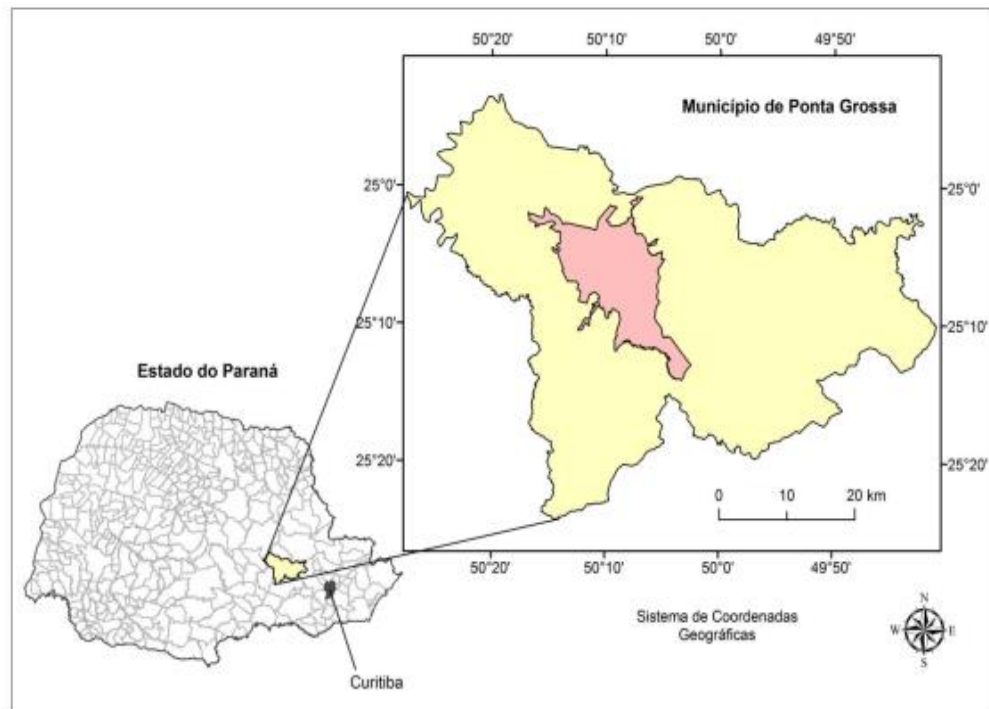 50°20'
50°10'
50°0'
49°50'
Município de Ponta Grossa
25°0'
25°0'
25°10'
25°10'
Estado do Paraná
25°20'
25°20'
0 10 20 km
50°20'
50°10'
50°0'
49°50'
Sistema de Coordenadas
Geográficas
N
W
E
S
Curitiba